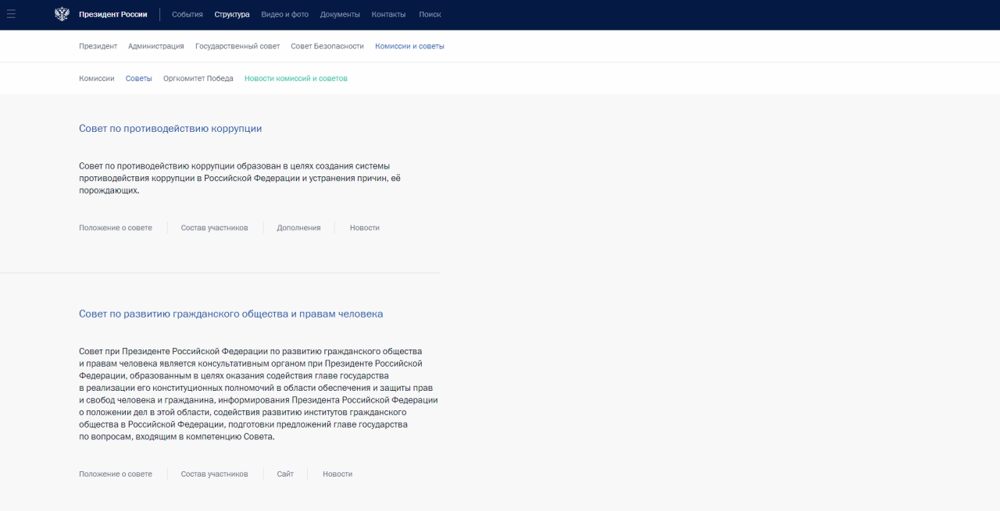 Президент России События Структура Видео и фото Документы Контакты Поиск
Президент Администрация Государственный совет Совет Безопасности Комиссии и советы
Комиссии Советы Оргкомитет Победа Новости комиссий и советов
Совет по противодействию коррупции
Совет по противодействию коррупции образован в целях создания системы
противодействия коррупции в Российской Федерации и устранения причин, её
порождающих.
Положение о совете Состав участников Дополнения Новости
Совет по развитию гражданского общества и правам человека
Совет при Президенте Российской Федерации по развитию гражданского общества
и правам человека является консультативным органом при Президенте Российской
Федерации, образованным в целях оказания содействия главе государства
в реализации его конституционных полномочий в области обеспечения и защиты прав
и свобод человека и гражданина, информирования Президента Российской Федерации
о положении дел в этой области, содействия развитию институтов гражданского
общества в Российской Федерации, подготовки предложений главе государства
по вопросам, входящим в компетенцию Совета.
Положение о совете Состав участников Сайт Новости